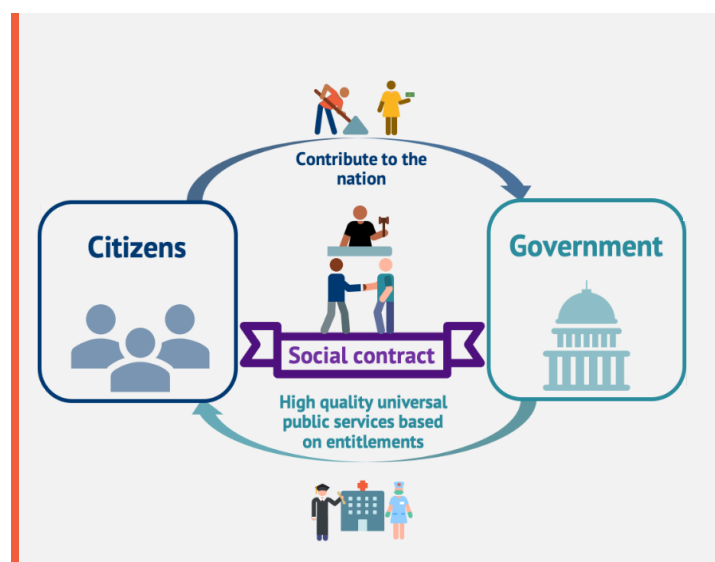 Contribute to the
nation
Citizens
Government
Social contract
High quality universal
public services based
on entitlements